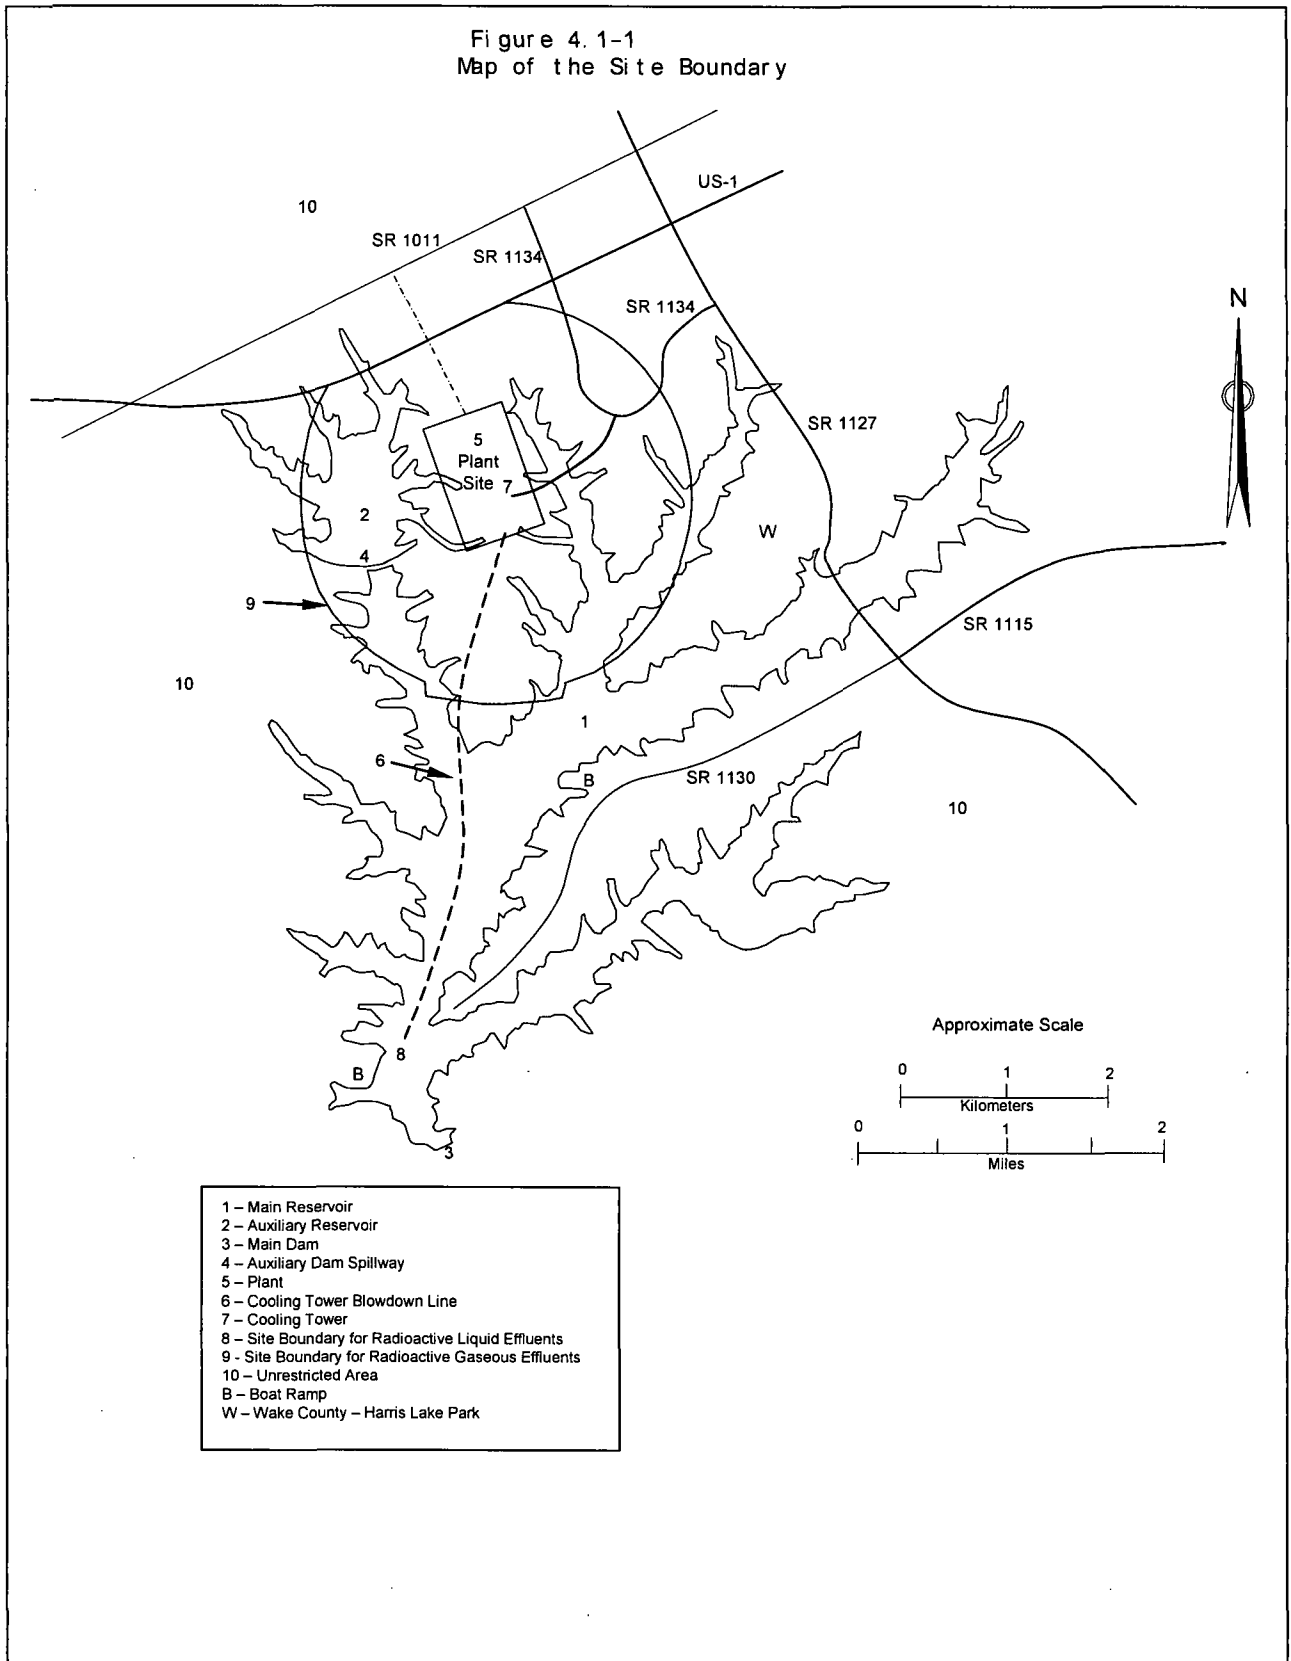 Figure 4.1-1
Map of the Site Boundary
US-1
10
SR 1011
SR 1134
SR 1134
N
SR 1127
5
Plant
Site
7
2
W
4
9
SR 1115
10
1
6
B
SR 1130
10
Approximate Scale
8
0 1 2
B
Kilometers
0 1 2
3
Miles
1 – Main Reservoir
2 – Auxiliary Reservoir
3 – Main Dam
4 – Auxiliary Dam Spillway
5 – Plant
6 – Cooling Tower Blowdown Line
7 – Cooling Tower
8 – Site Boundary for Radioactive Liquid Effluents
9 - Site Boundary for Radioactive Gaseous Effluents
10 – Unrestricted Area
B – Boat Ramp
W – Wake County – Harris Lake Park